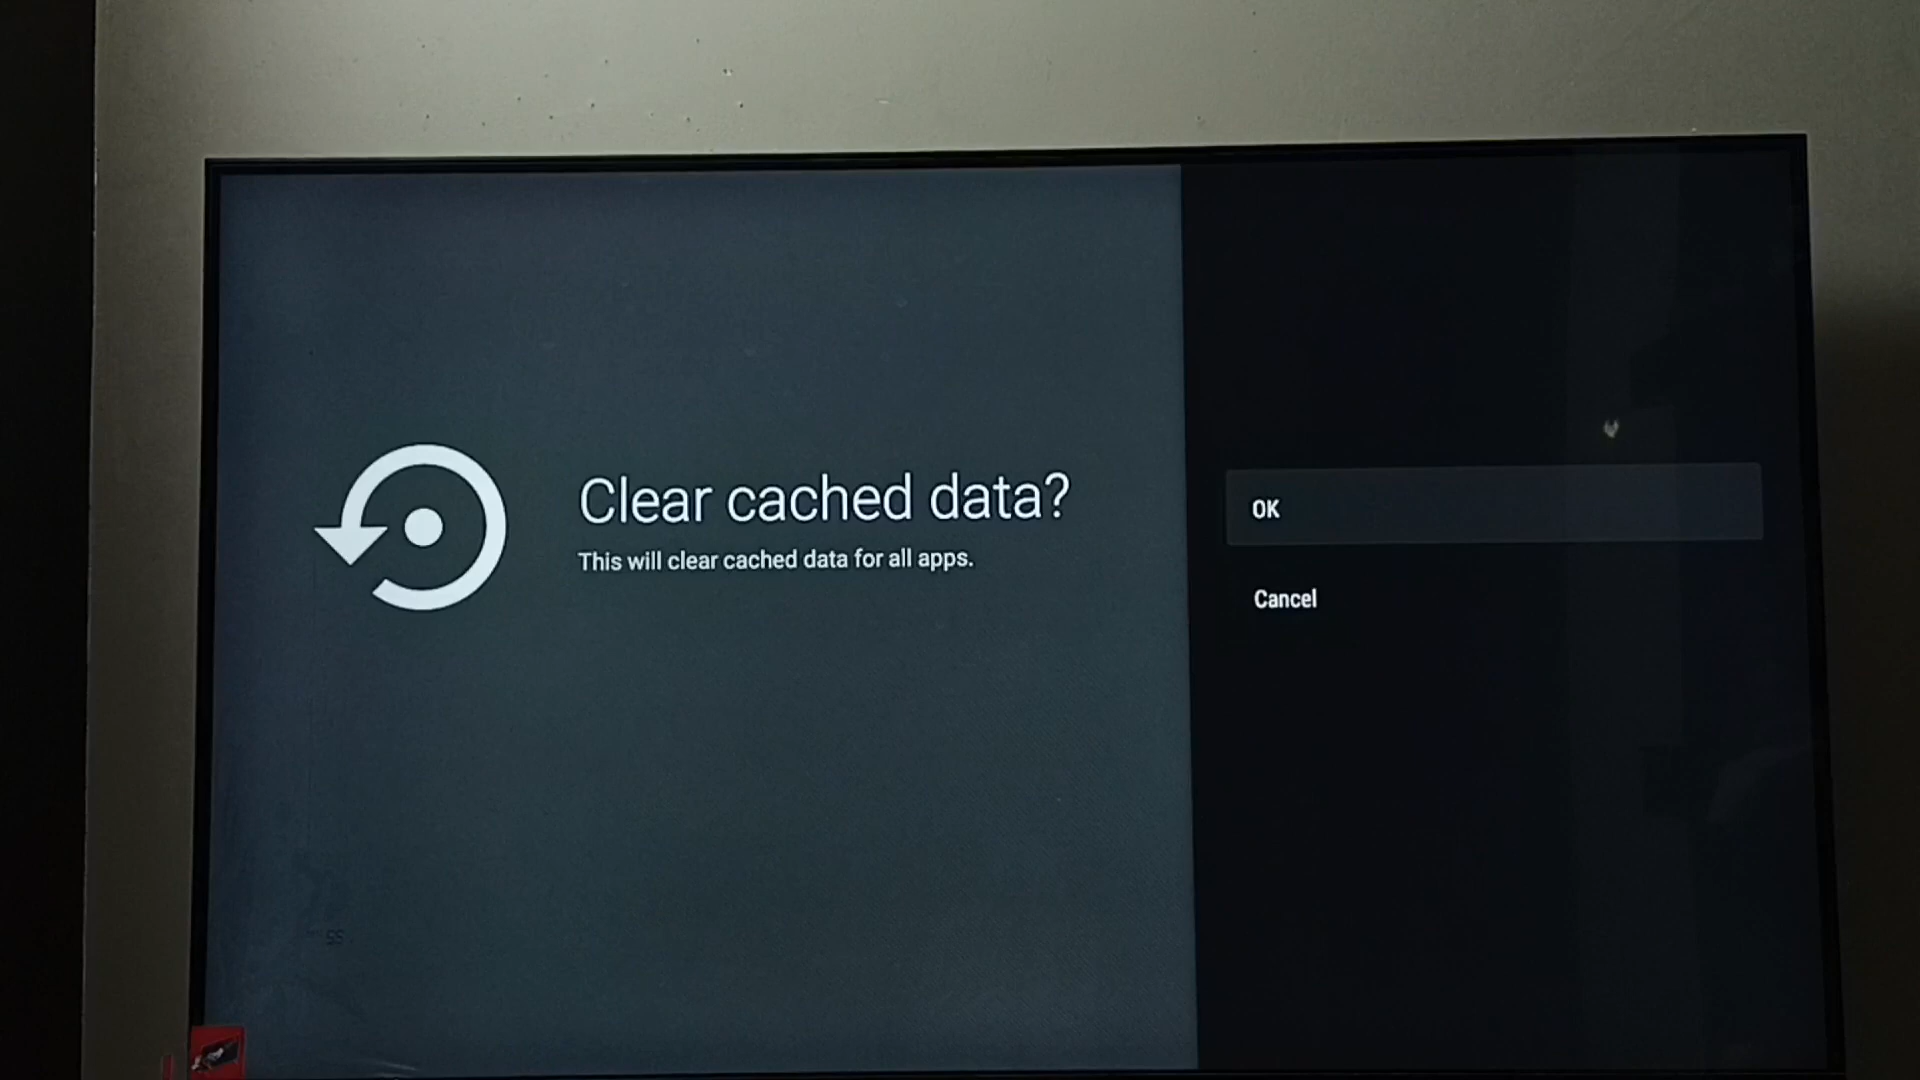 Clear cached data?
This will clear cached data for all apps.
OK
Cancel